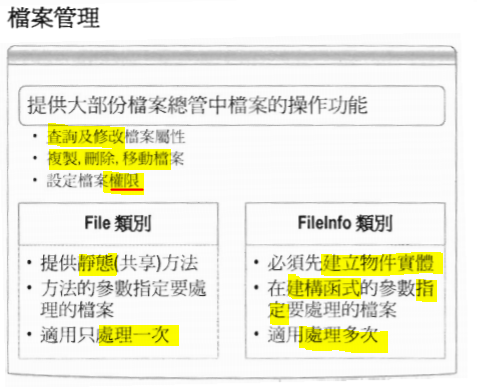 檔案管理
提供大部份檔案總管中檔案的操作功能
• 查詢及修改檔案屬性
• 複製, 刪除, 移動檔案
• 設定檔案權限
File 類別
• 提供靜態(共享)方法
• 方法的參數指定要處
理的檔案
• 適用只處理一次
FileInfo 類別
• 必須先建立物件實體
• 在建構函式的參數指
定要處理的檔案
• 適用處理多次